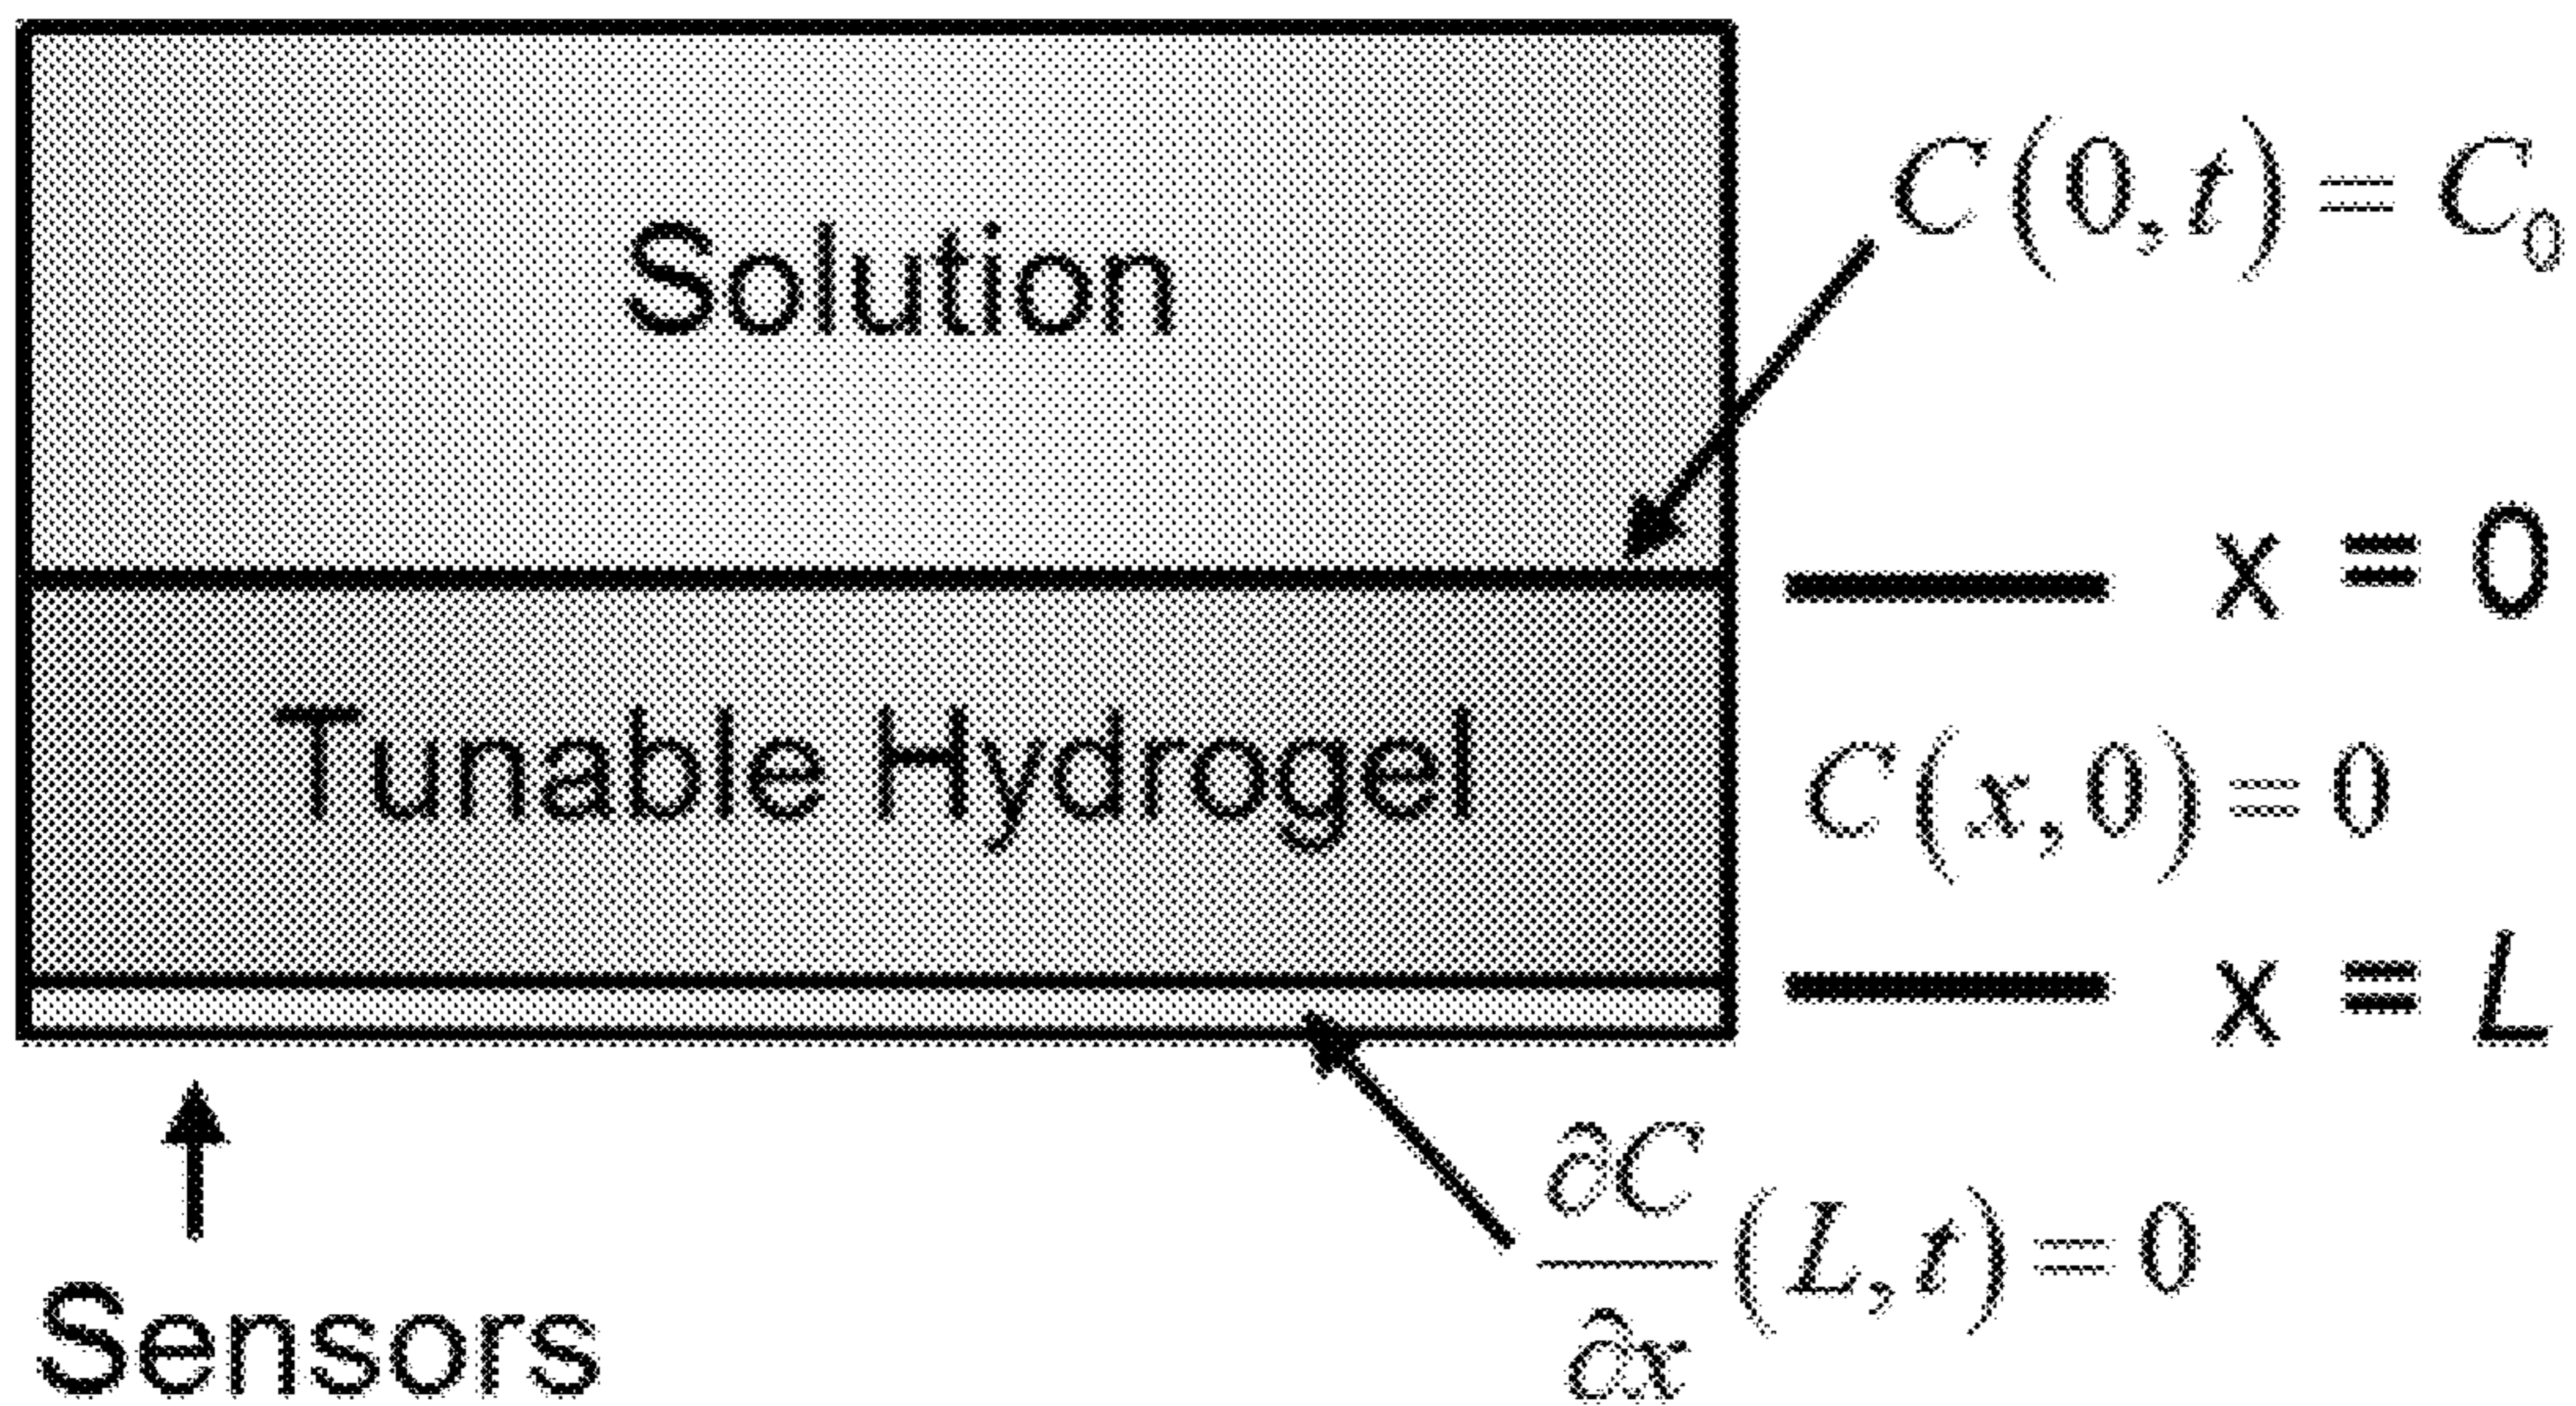 Solution
C(0,t) = C₀
x = 0
Tunable Hydrogel
C(x,0) = 0
x = L
∂C/∂x (L,t) = 0
Sensors